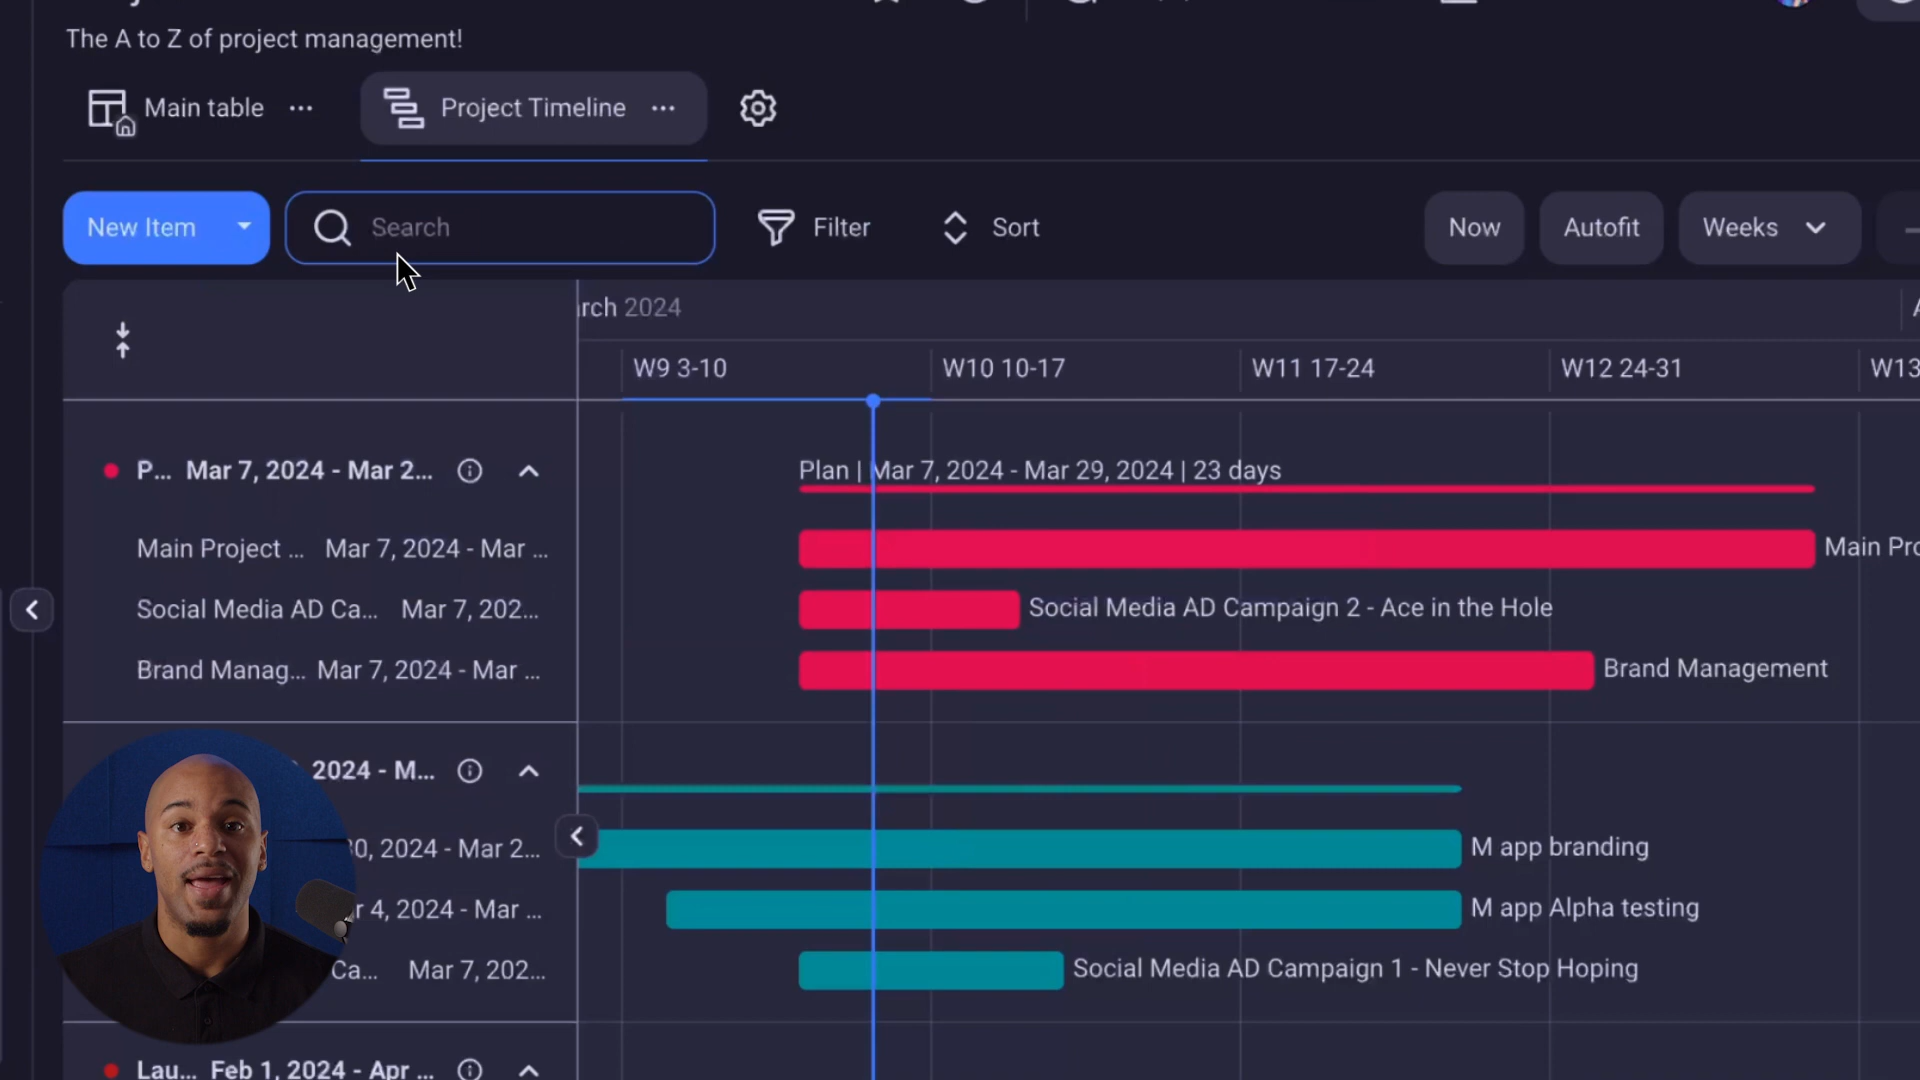 The A to Z of project management!
Main table ...
Project Timeline ...
New Item
Search
Filter
Sort
Now
Autofit
Weeks
rch 2024
W9 3-10
W10 10-17
W11 17-24
W12 24-31
W13
P... Mar 7, 2024 - Mar 2...
Plan | Mar 7, 2024 - Mar 29, 2024 | 23 days
Main Project ... Mar 7, 2024 - Mar ...
Main Pro
Social Media AD Ca... Mar 7, 202...
Social Media AD Campaign 2 - Ace in the Hole
Brand Manag... Mar 7, 2024 - Mar ...
Brand Management
2024 - M...
0, 2024 - Mar 2...
M app branding
r 4, 2024 - Mar ...
M app Alpha testing
Ca... Mar 7, 202...
Social Media AD Campaign 1 - Never Stop Hoping
Lau... Feb 1, 2024 - Apr ...